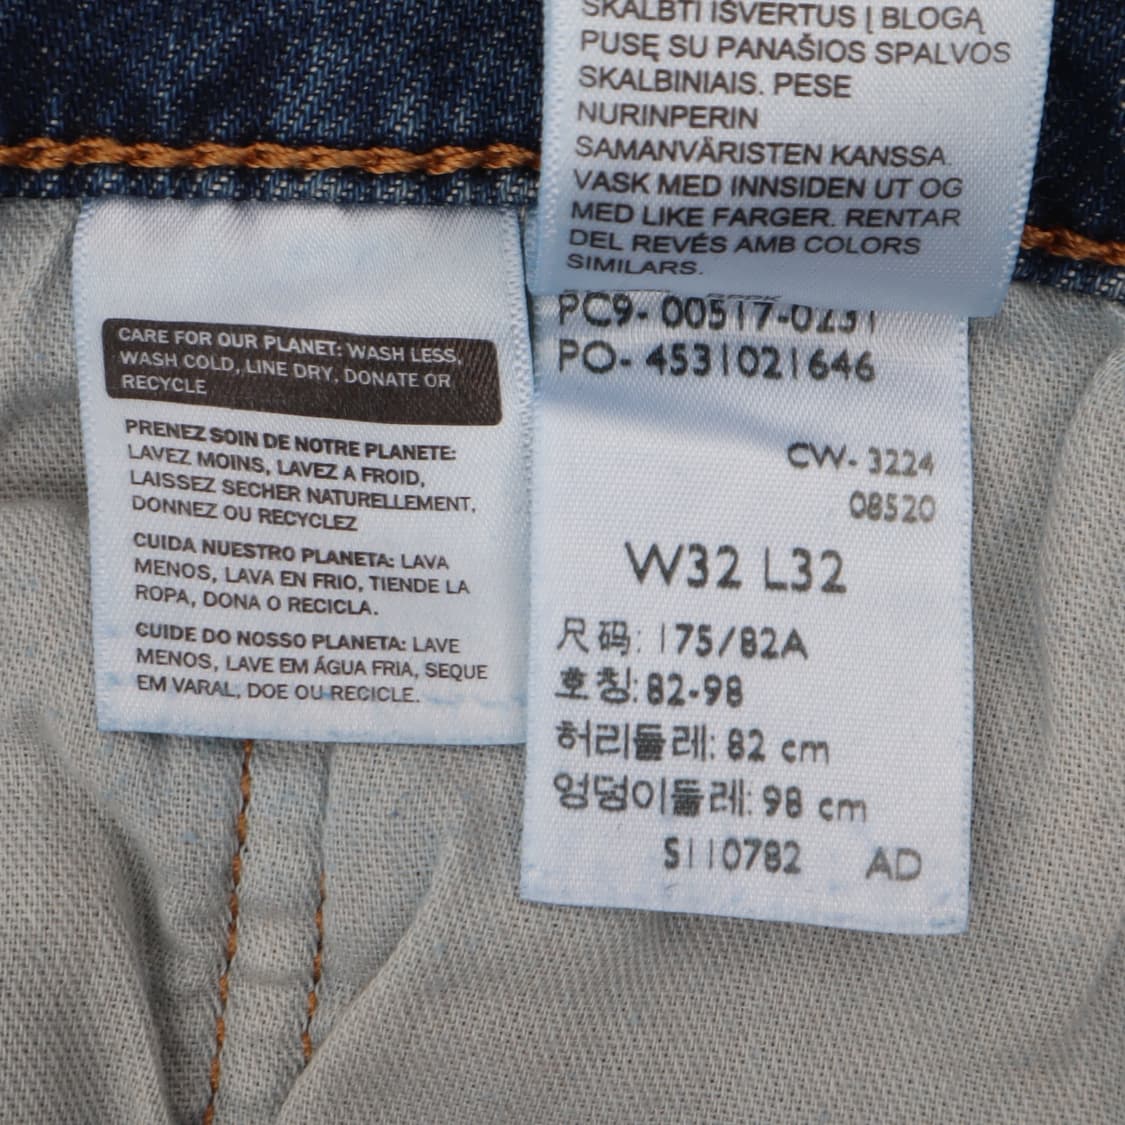 CARE FOR OUR PLANET: WASH LESS,
WASH COLD, LINE DRY, DONATE OR
RECYCLE
PRENEZ SOIN DE NOTRE PLANETE:
LAVEZ MOINS, LAVEZ A FROID,
LAISSEZ SECHER NATURELLEMENT,
DONNEZ OU RECYCLEZ
CUIDA NUESTRO PLANETA: LAVA
MENOS, LAVA EN FRIO, TIENDE LA
ROPA, DONA O RECICLA.
CUIDE DO NOSSO PLANETA: LAVE
MENOS, LAVE EM ÁGUA FRIA, SEQUE
EM VARAL, DOE OU RECICLE.
SKALBTI IŠVERTUS Į BLOGĄ
PUSĘ SU PANAŠIOS SPALVOS
SKALBINIAIS. PESE
NURINPERIN
SAMANVÄRISTEN KANSSA.
VASK MED INNSIDEN UT OG
MED LIKE FARGER. RENTAR
DEL REVÉS AMB COLORS
SIMILARS.
PC9-00517-0231
PO-4531021646
CW-3224
08520
W32 L32
尺码: 175/82A
호칭: 82-98
허리둘레: 82 cm
엉덩이둘레: 98 cm
S110782 AD